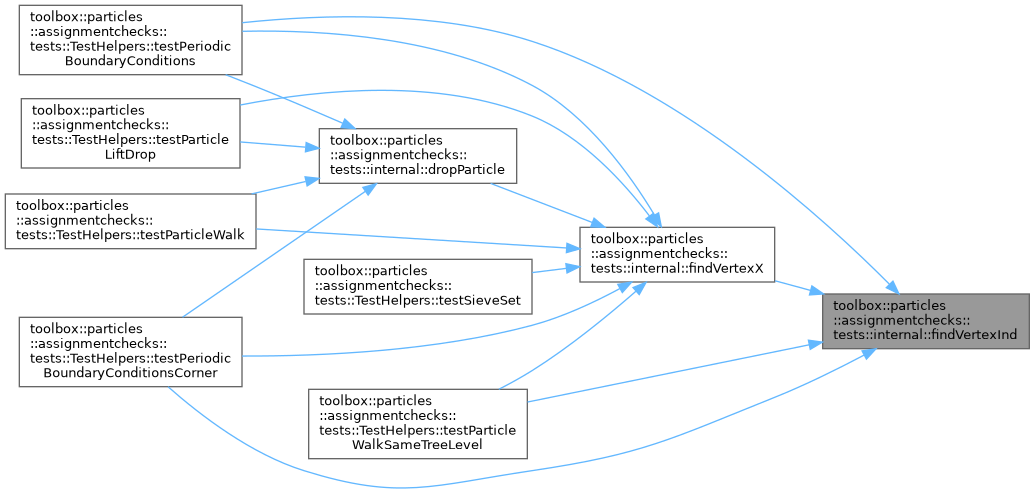 toolbox::particles
::assignmentchecks::
tests::TestHelpers::testPeriodic
BoundaryConditions
toolbox::particles
::assignmentchecks::
tests::TestHelpers::testParticle
LiftDrop
toolbox::particles
::assignmentchecks::
tests::internal::dropParticle
toolbox::particles
::assignmentchecks::
tests::TestHelpers::testParticleWalk
toolbox::particles
::assignmentchecks::
tests::internal::findVertexX
toolbox::particles
::assignmentchecks::
tests::TestHelpers::testSieveSet
toolbox::particles
::assignmentchecks::
tests::internal::findVertexInd
toolbox::particles
::assignmentchecks::
tests::TestHelpers::testPeriodic
BoundaryConditionsCorner
toolbox::particles
::assignmentchecks::
tests::TestHelpers::testParticle
WalkSameTreeLevel